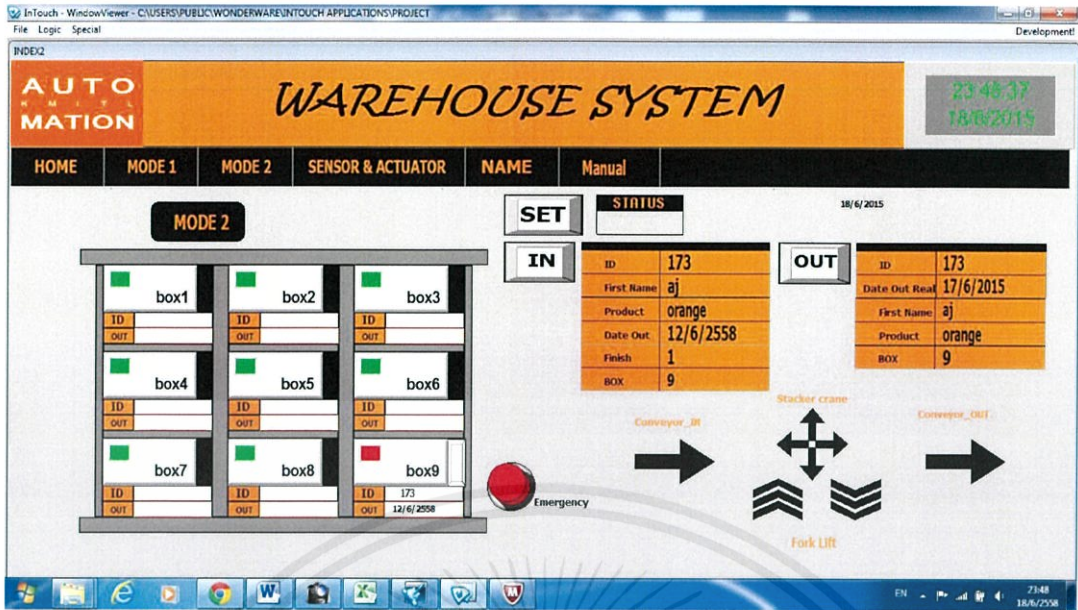 InTouch - WindowViewer - C:\USERS\PUBLIC\WONDERWARE\INTOUCH APPLICATIONS\PROJECT
File Logic Special
Development!
INDEX2
AUTO
KMITL
MATION
WAREHOUSE SYSTEM
23:48:37
18/6/2015
HOME MODE 1 MODE 2 SENSOR & ACTUATOR NAME Manual
MODE 2
SET
STATUS
18/6/2015
IN
ID 173
First Name aj
Product orange
Date Out 12/6/2558
Finish 1
BOX 9
OUT
ID 173
Date Out Real 17/6/2015
First Name aj
Product orange
BOX 9
box1 box2 box3
ID ID ID
OUT OUT OUT
box4 box5 box6
ID ID ID
OUT OUT OUT
box7 box8 box9
ID ID ID 173
OUT OUT OUT 12/6/2558
Emergency
Conveyor_IN
Stacker crane
Conveyor_OUT
Fork Lift
EN
23:48
18/6/2558